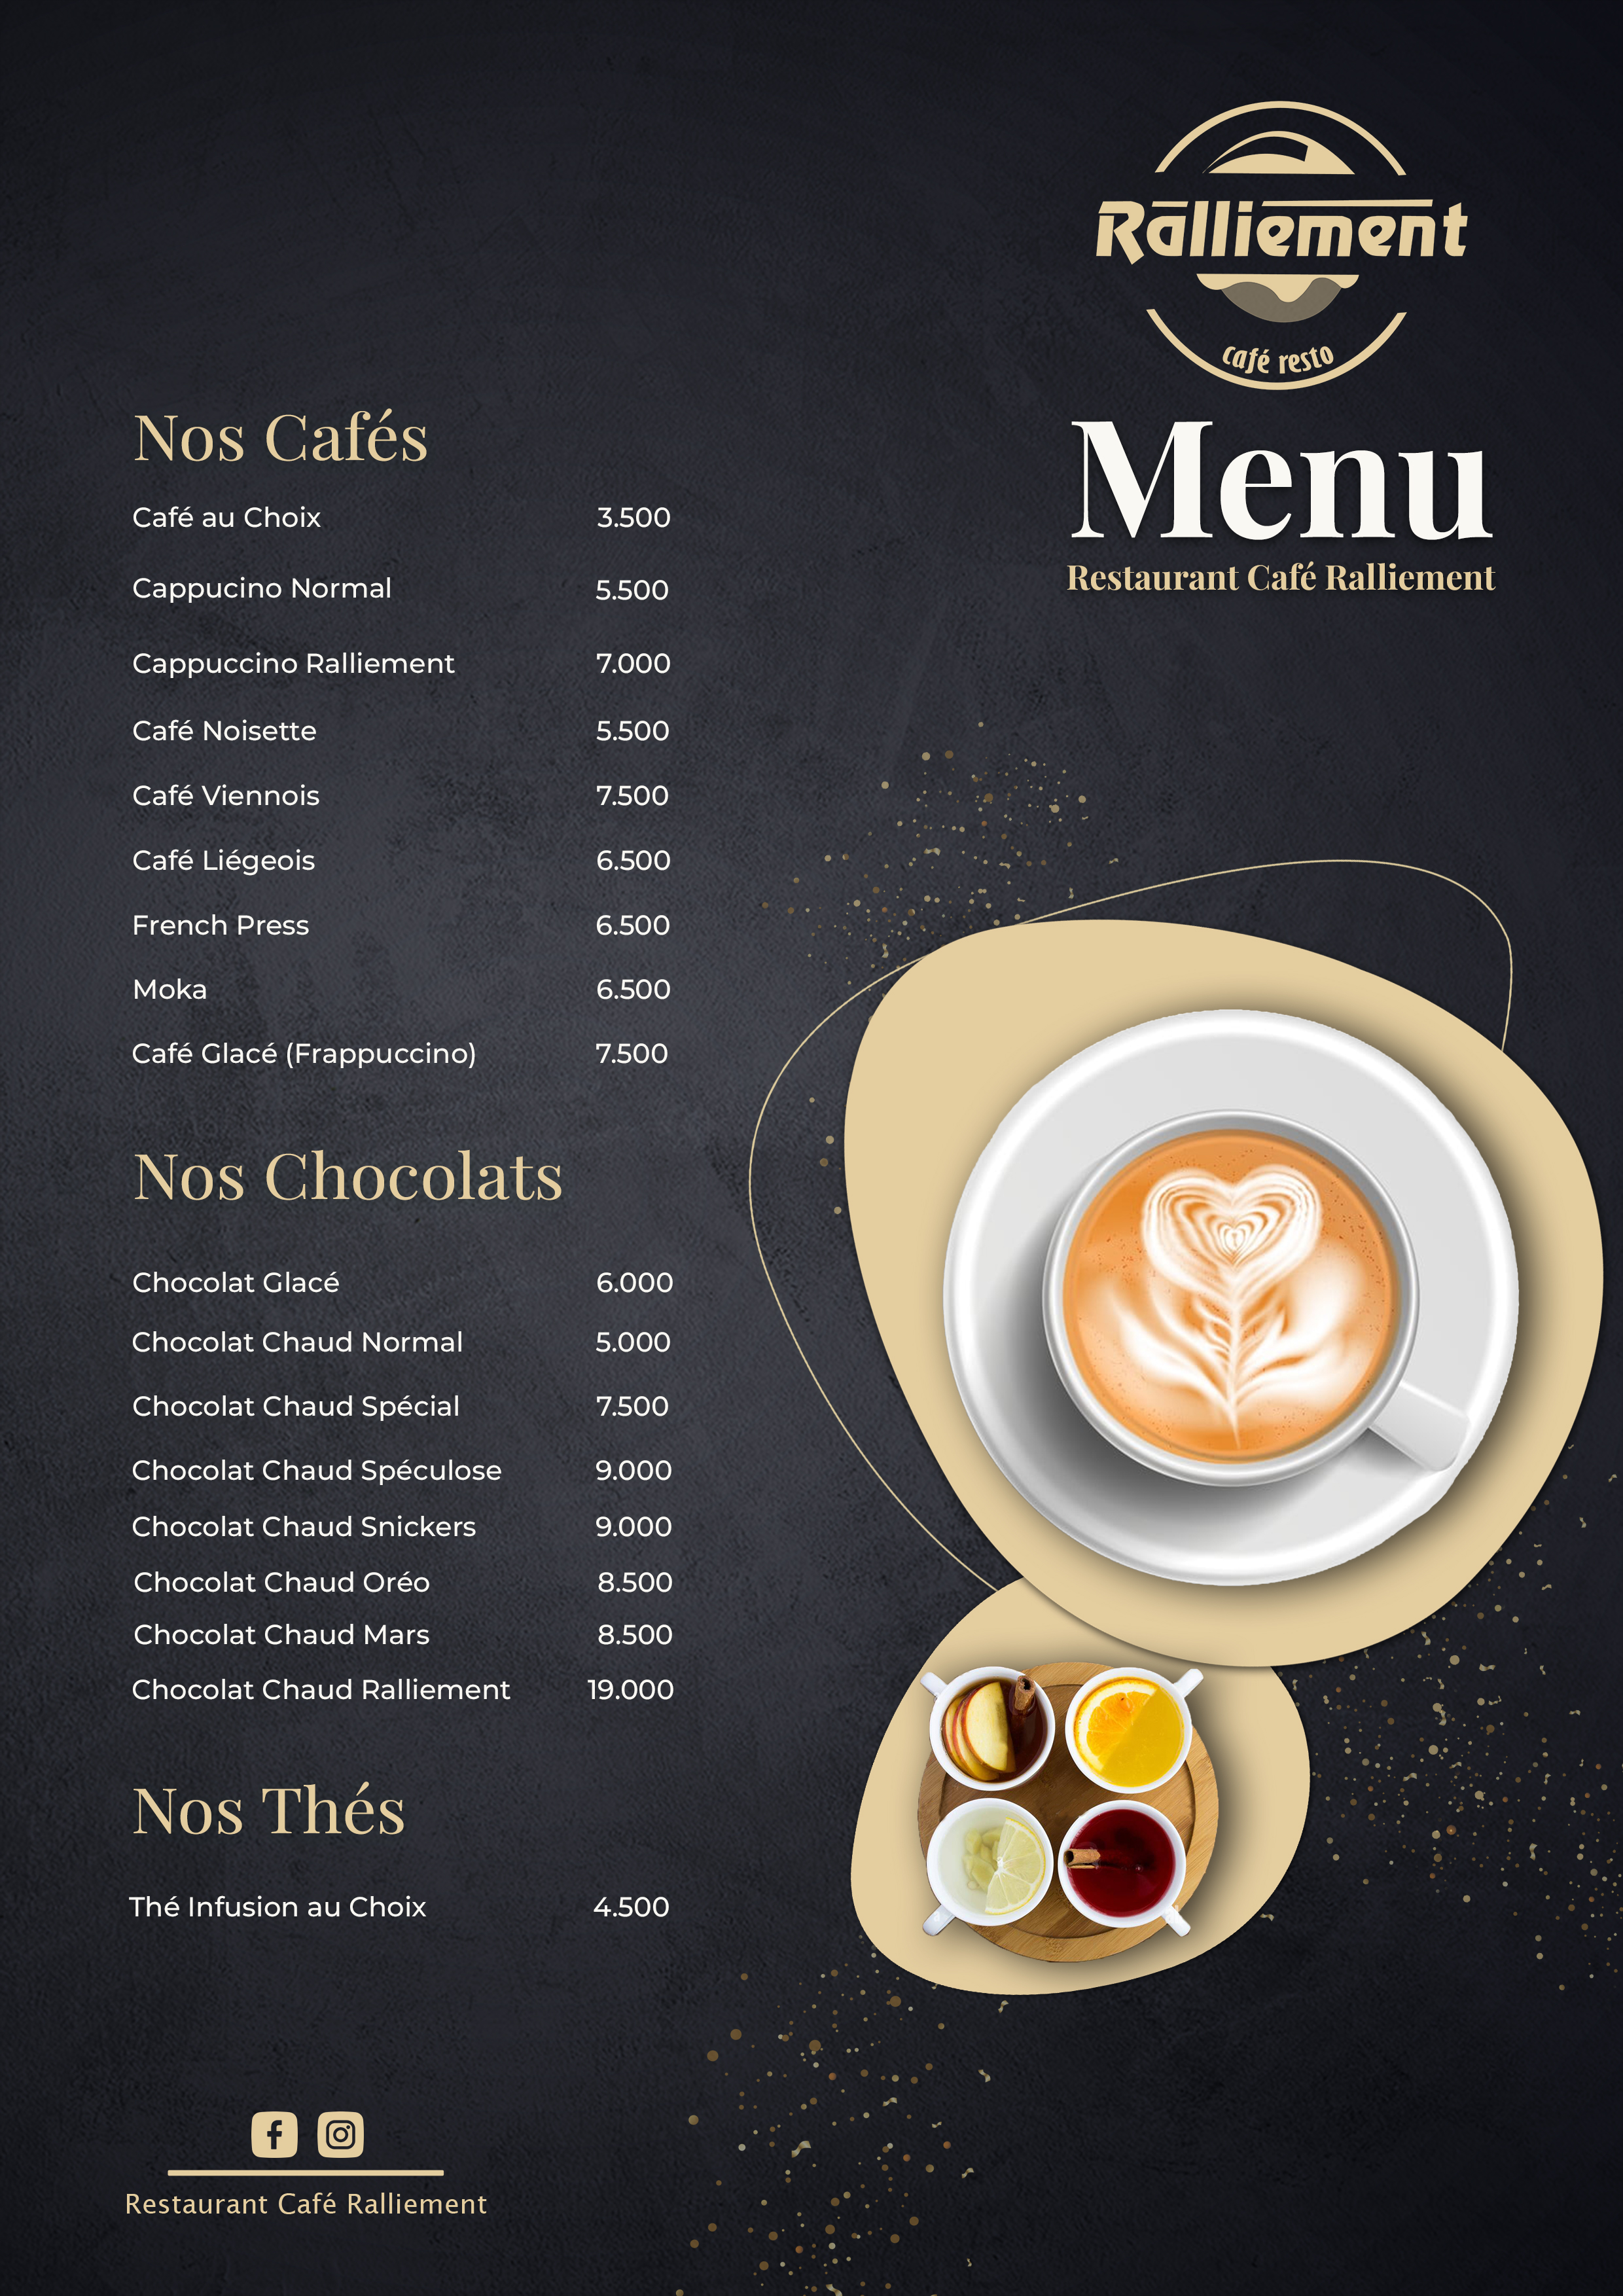 Ralliement
café resto
Menu
Restaurant Café Ralliement
Nos Cafés
Café au Choix 3.500
Cappucino Normal 5.500
Cappuccino Ralliement 7.000
Café Noisette 5.500
Café Viennois 7.500
Café Liégeois 6.500
French Press 6.500
Moka 6.500
Café Glacé (Frappuccino) 7.500
Nos Chocolats
Chocolat Glacé 6.000
Chocolat Chaud Normal 5.000
Chocolat Chaud Spécial 7.500
Chocolat Chaud Spéculose 9.000
Chocolat Chaud Snickers 9.000
Chocolat Chaud Oréo 8.500
Chocolat Chaud Mars 8.500
Chocolat Chaud Ralliement 19.000
Nos Thés
Thé Infusion au Choix 4.500
Restaurant Café Ralliement